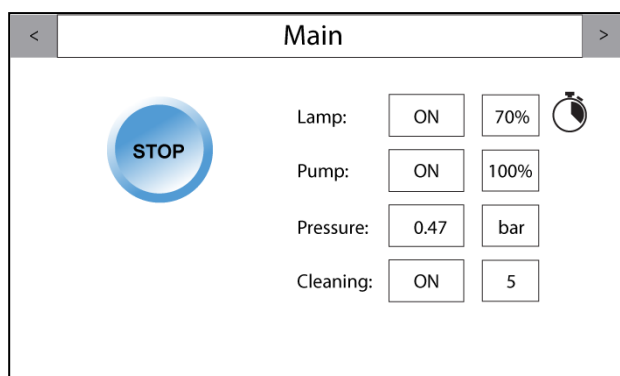 < Main >
STOP
Lamp: ON 70%
Pump: ON 100%
Pressure: 0.47 bar
Cleaning: ON 5